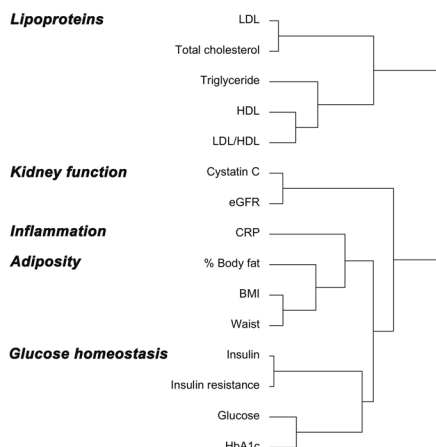 Lipoproteins
LDL
Total cholesterol
Triglyceride
HDL
LDL/HDL
Kidney function
Cystatin C
eGFR
Inflammation
CRP
Adiposity
% Body fat
BMI
Waist
Glucose homeostasis
Insulin
Insulin resistance
Glucose
HbA1c